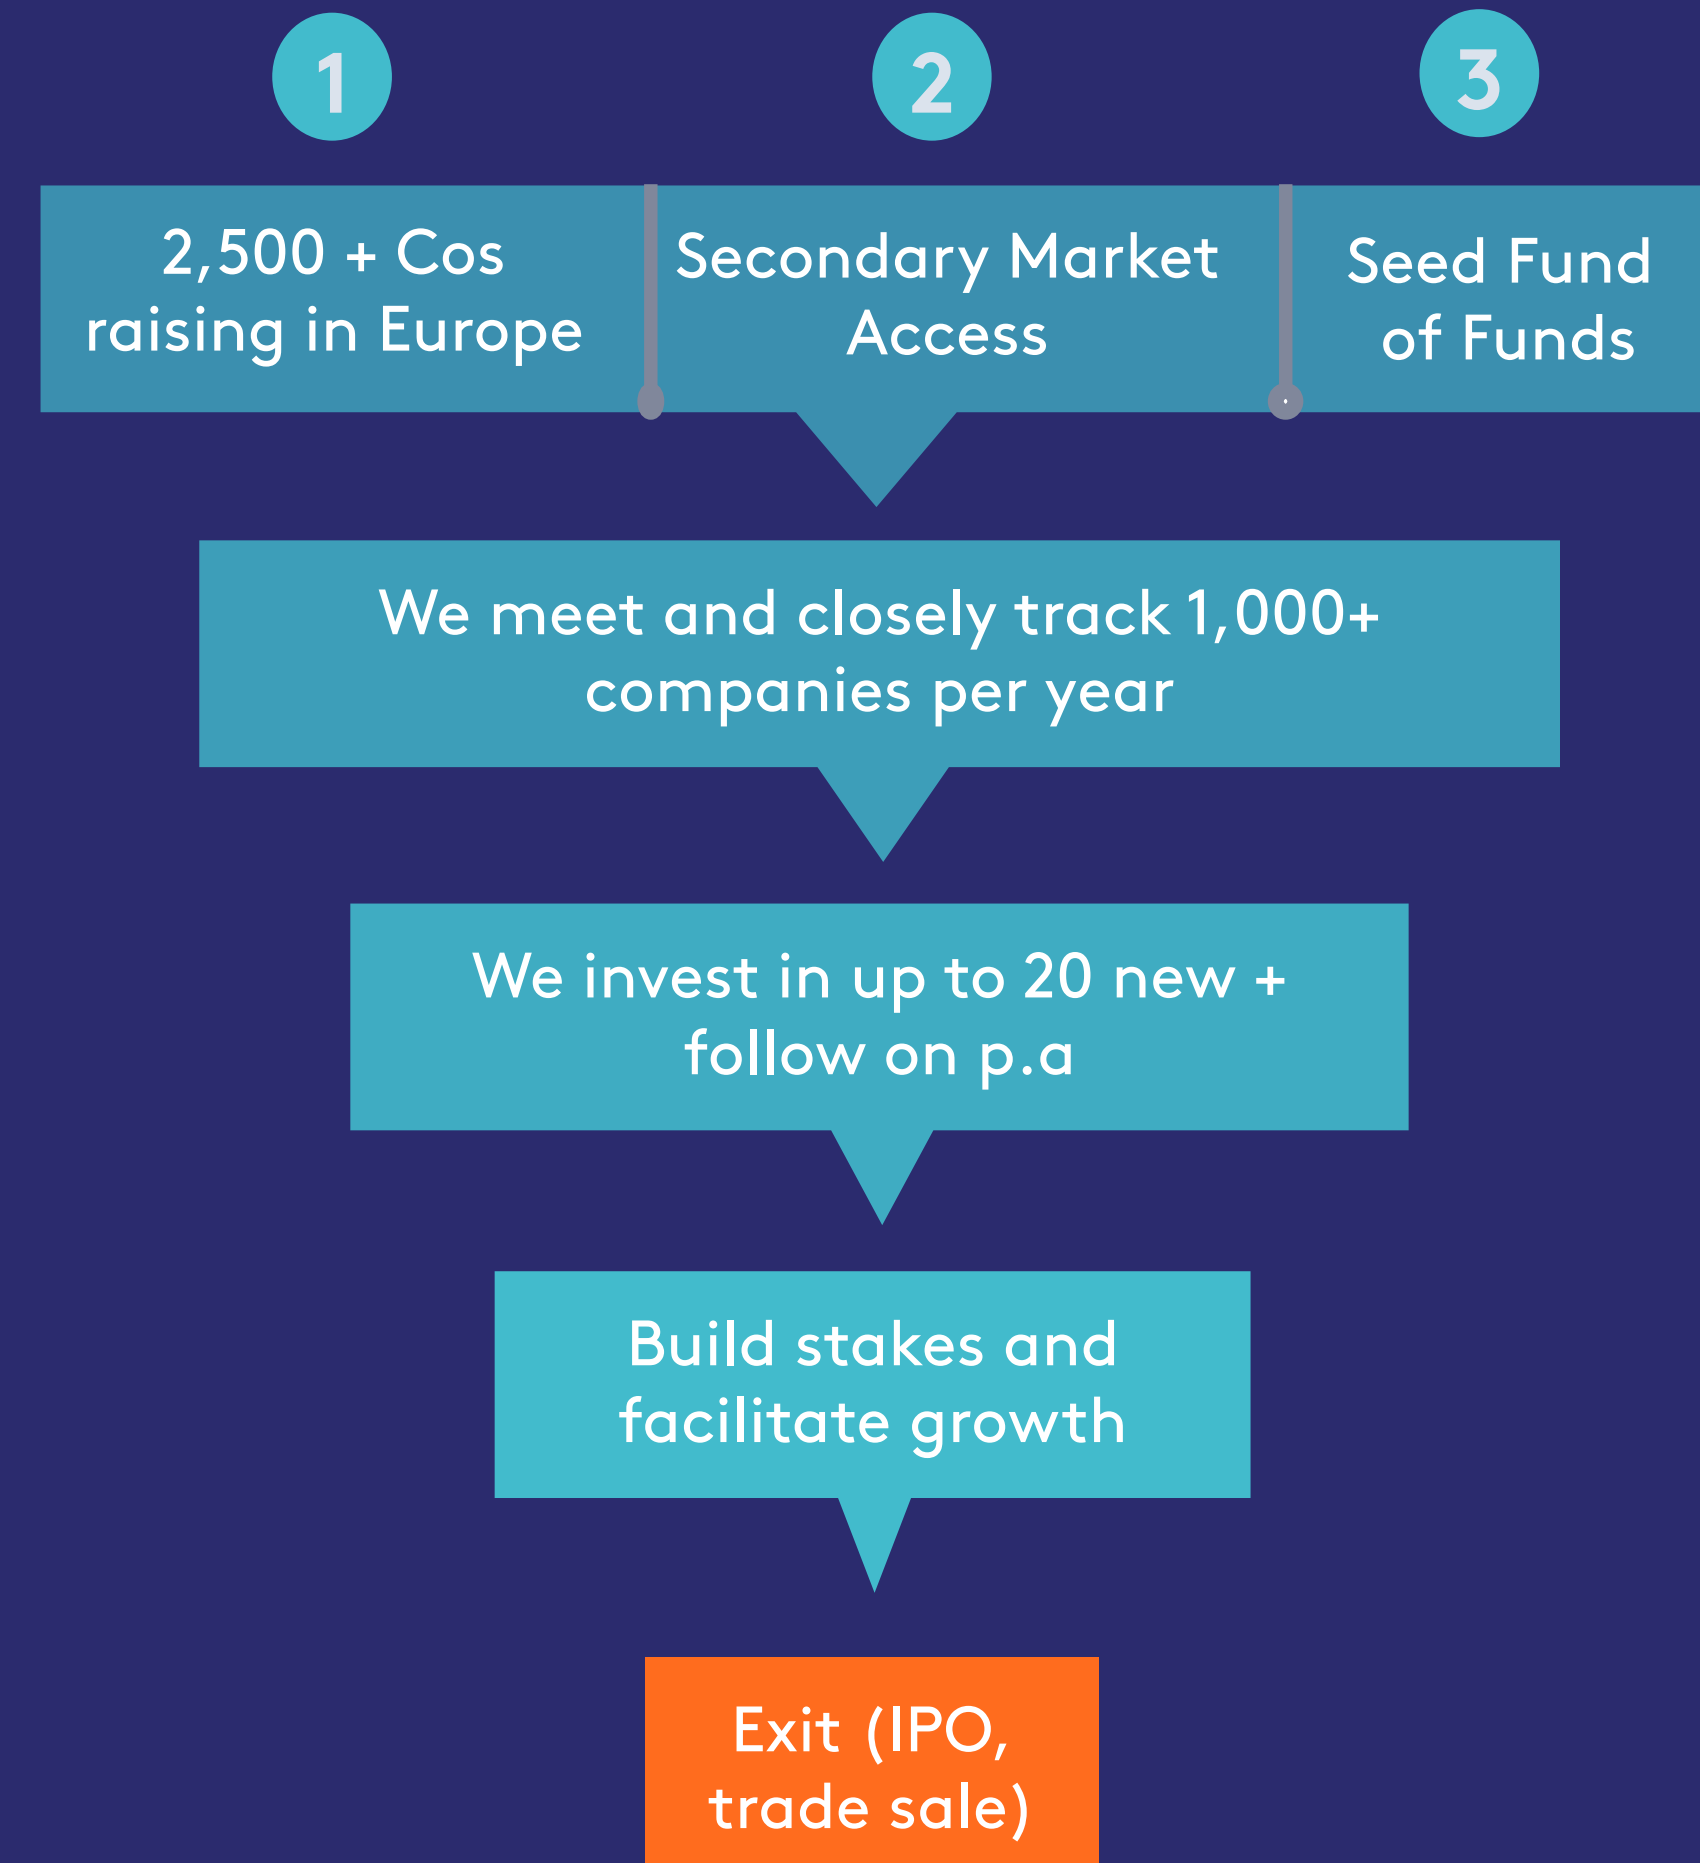 1
2
3
2,500 + Cos
raising in Europe
Secondary Market
Access
Seed Fund
of Funds
We meet and closely track 1,000+
companies per year
We invest in up to 20 new +
follow on p.a
Build stakes and
facilitate growth
Exit (IPO,
trade sale)